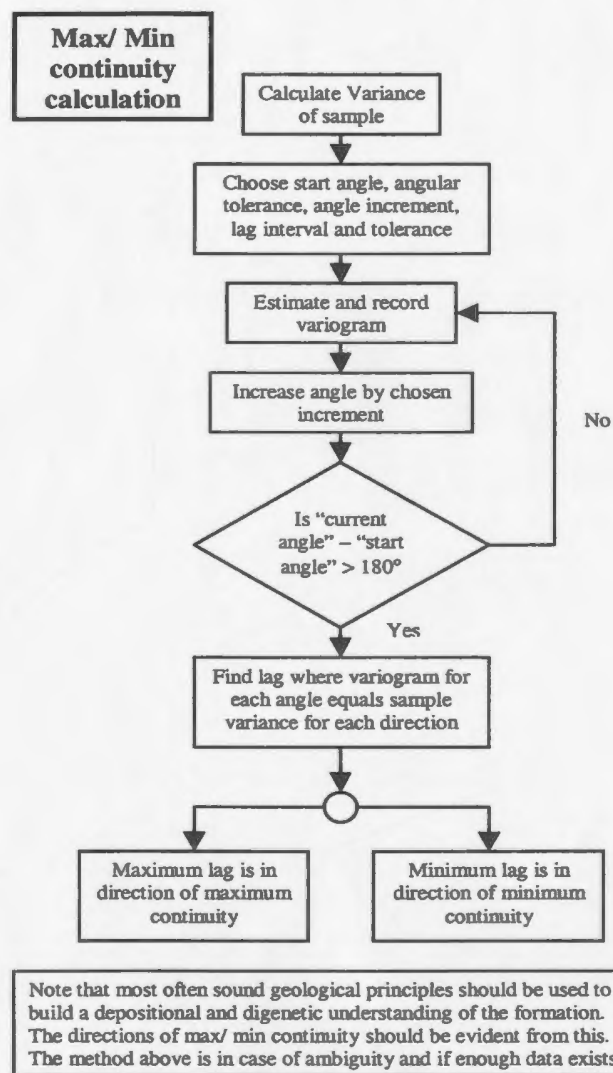 Max/ Min
continuity
calculation
Calculate Variance
of sample
Choose start angle, angular
tolerance, angle increment,
lag interval and tolerance
Estimate and record
variogram
Increase angle by chosen
increment
No
Is “current
angle” – “start
angle” > 180°
Yes
Find lag where variogram for
each angle equals sample
variance for each direction
Maximum lag is in
direction of maximum
continuity
Minimum lag is in
direction of minimum
continuity
Note that most often sound geological principles should be used to
build a depositional and digenetic understanding of the formation.
The directions of max/ min continuity should be evident from this.
The method above is in case of ambiguity and if enough data exists